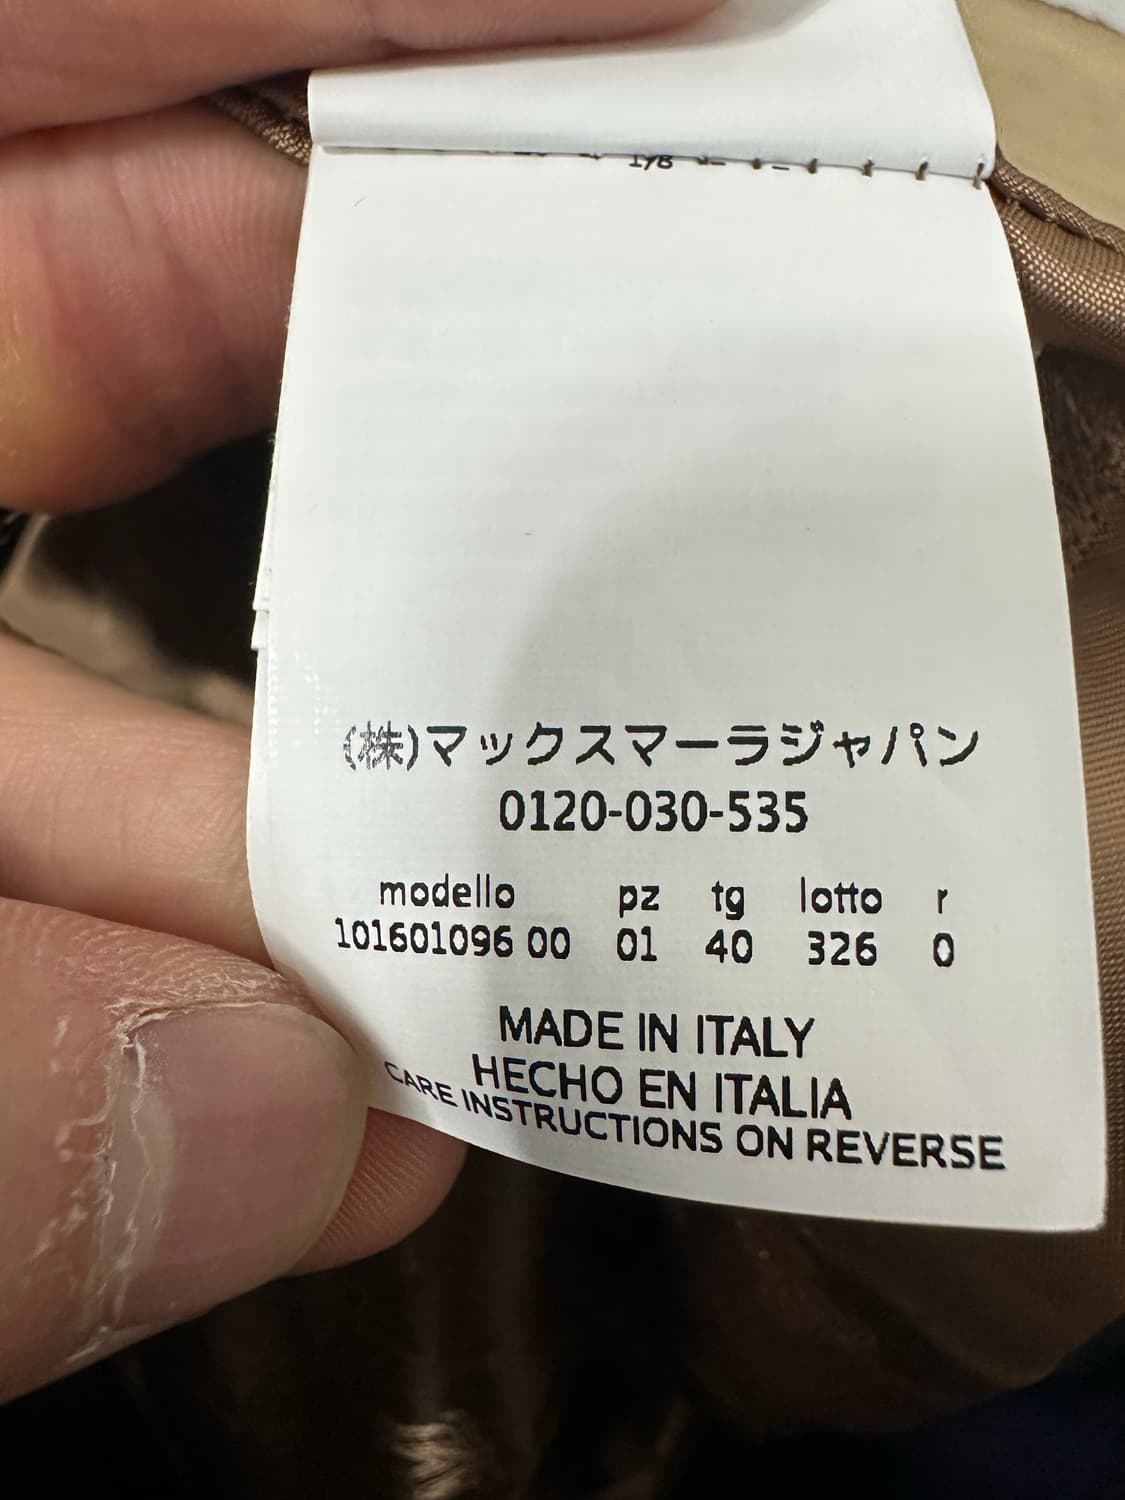 (株)マックスマーラジャパン
0120-030-535
modello pz tg lotto r
101601096 00 01 40 326 0
MADE IN ITALY
HECHO EN ITALIA
CARE INSTRUCTIONS ON REVERSE